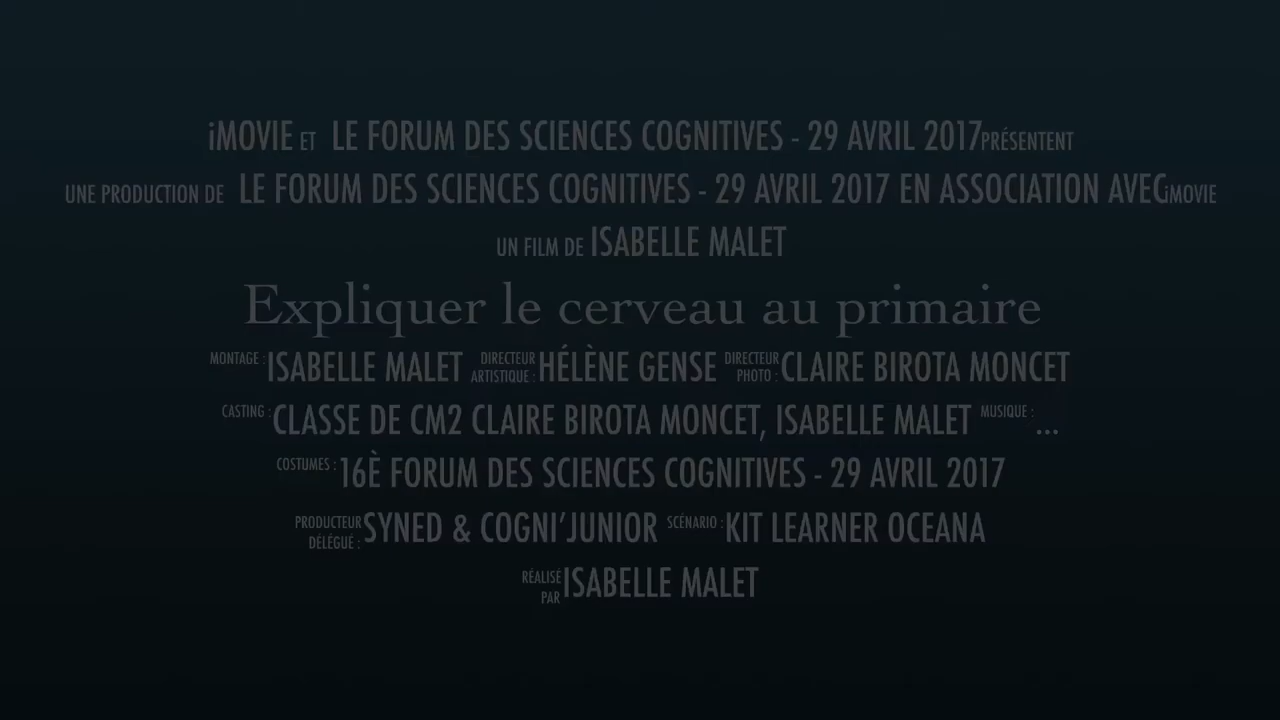 iMOVIE ET LE FORUM DES SCIENCES COGNITIVES - 29 AVRIL 2017 PRÉSENTENT
UNE PRODUCTION DE LE FORUM DES SCIENCES COGNITIVES - 29 AVRIL 2017 EN ASSOCIATION AVEC iMOVIE
UN FILM DE ISABELLE MALET
Expliquer le cerveau au primaire
MONTAGE : ISABELLE MALET DIRECTEUR ARTISTIQUE : HÉLÈNE GENSE DIRECTEUR PHOTO : CLAIRE BIROTA MONCET
CASTING : CLASSE DE CM2 CLAIRE BIROTA MONCET, ISABELLE MALET MUSIQUE : ...
COSTUMES : 16È FORUM DES SCIENCES COGNITIVES - 29 AVRIL 2017
PRODUCTEUR DÉLÉGUÉ : SYNED & COGNI'JUNIOR SCÉNARIO : KIT LEARNER OCEANA
RÉALISÉ PAR ISABELLE MALET